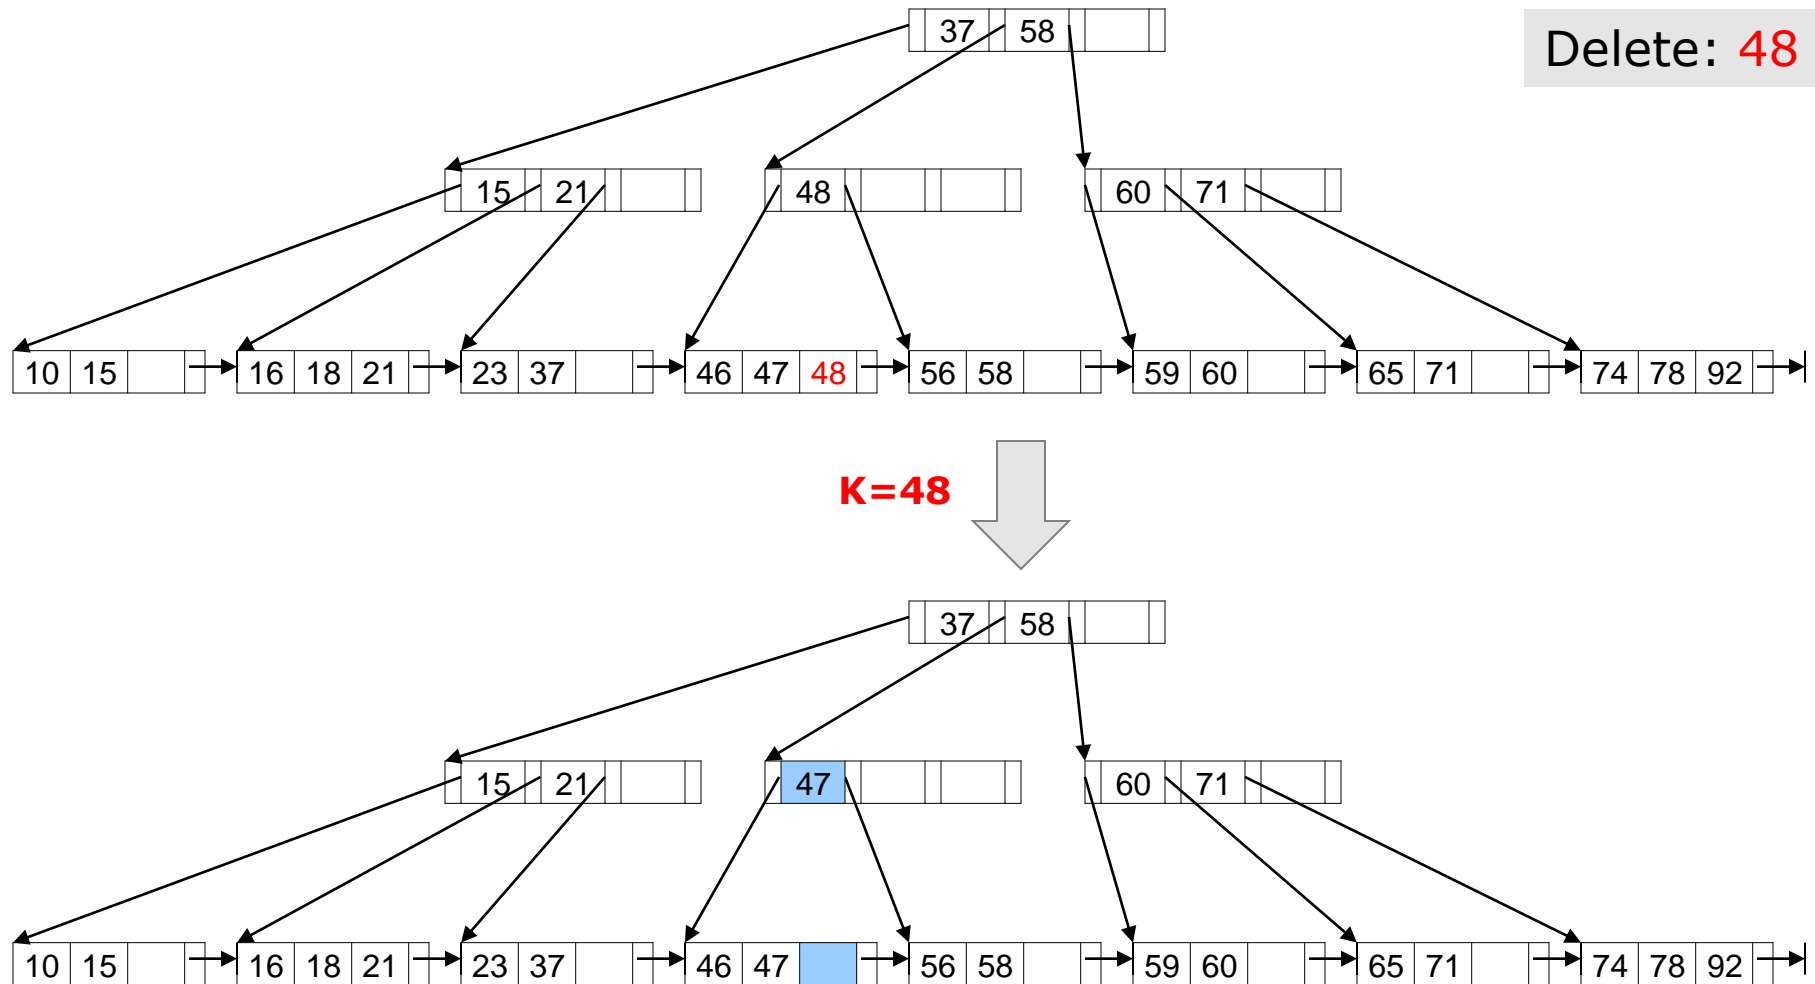 37 58
Delete: 48
15 21 48 60 71
10 15 16 18 21 23 37 46 47 48 56 58 59 60 65 71 74 78 92
K=48
37 58
15 21 47 60 71
10 15 16 18 21 23 37 46 47 56 58 59 60 65 71 74 78 92